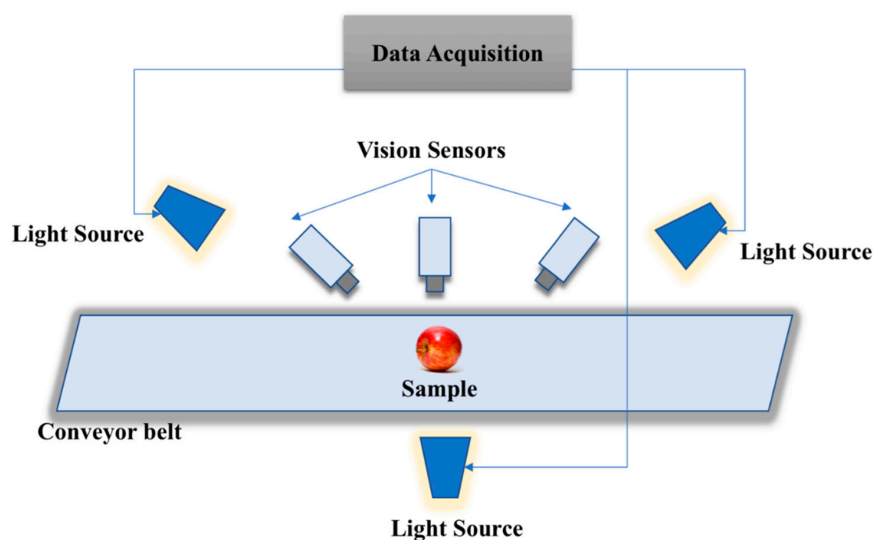 Data Acquisition
Vision Sensors
Light Source
Light Source
Sample
Conveyor belt
Light Source